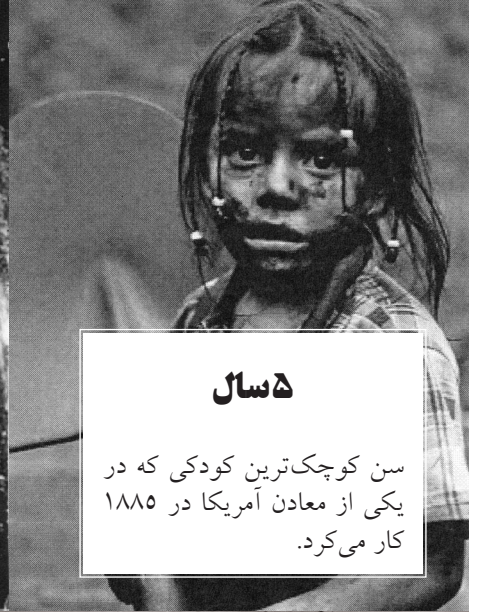 ۵سال
سن کوچک‌ترین کودکی که در
یکی از معادن آمریکا در ۱۸۸۵
کار می‌کرد.